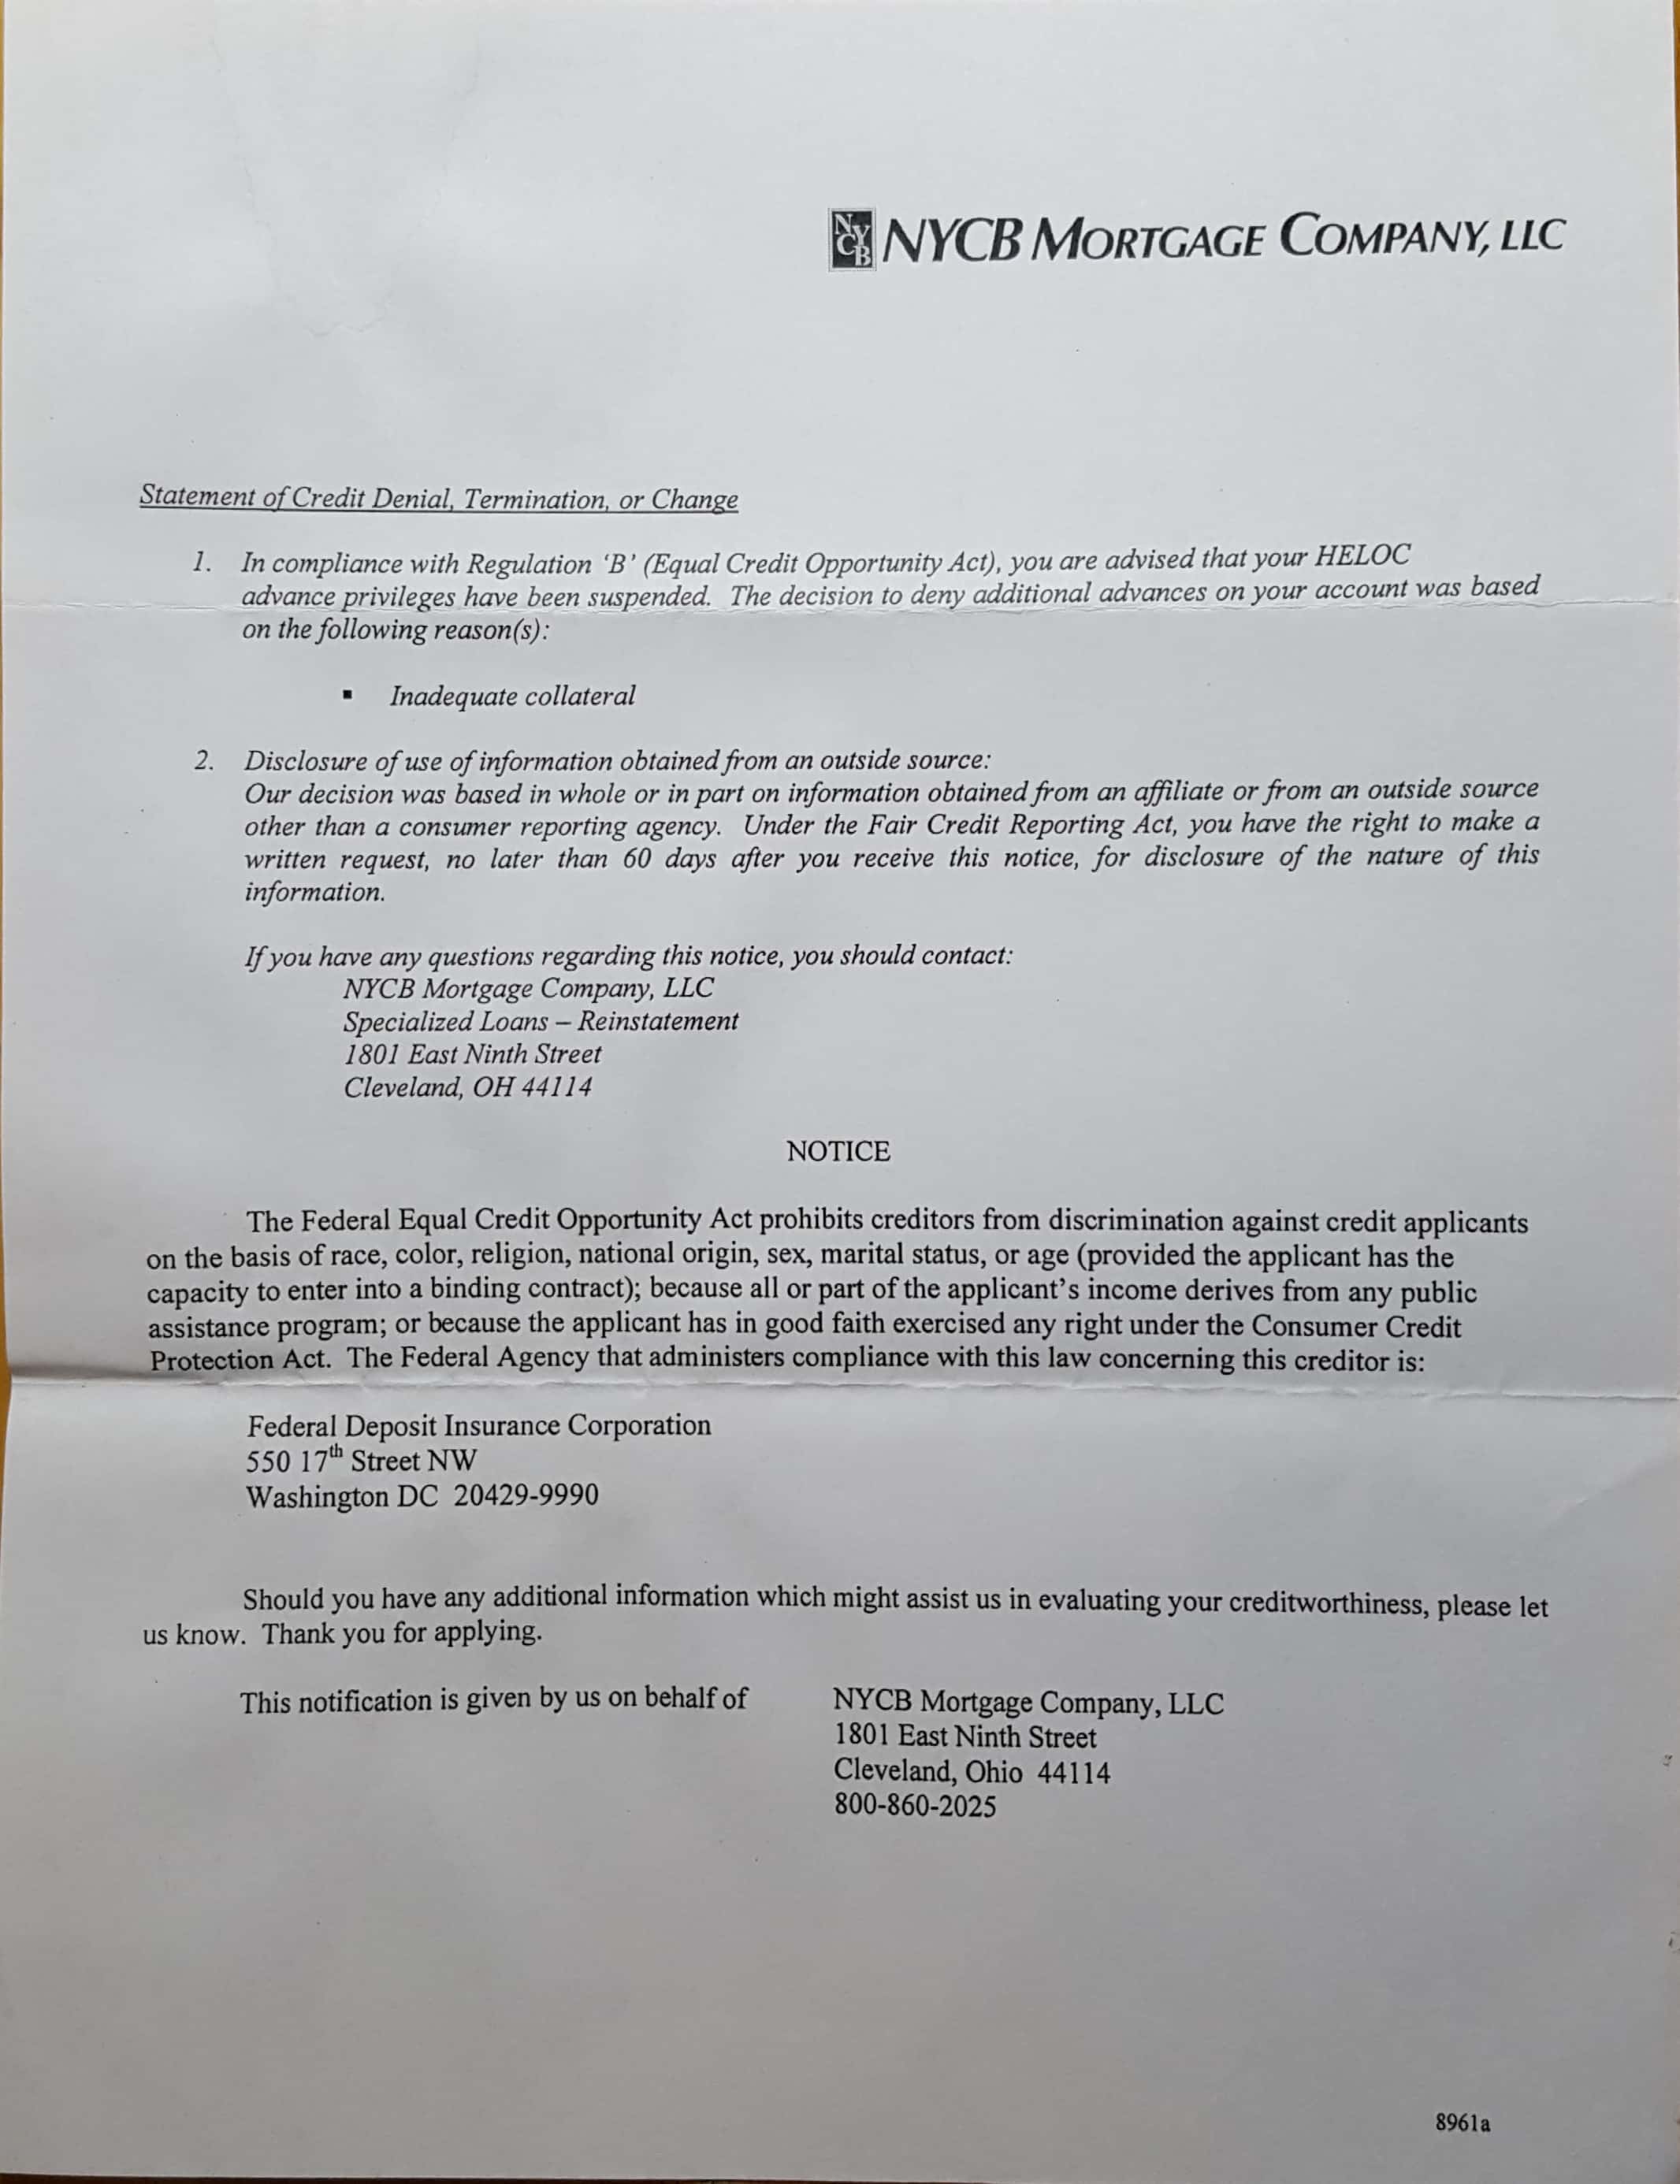 NYCB NYCB MORTGAGE COMPANY, LLC
Statement of Credit Denial, Termination, or Change
1. In compliance with Regulation ‘B’ (Equal Credit Opportunity Act), you are advised that your HELOC
advance privileges have been suspended. The decision to deny additional advances on your account was based
on the following reason(s):
▪ Inadequate collateral
2. Disclosure of use of information obtained from an outside source:
Our decision was based in whole or in part on information obtained from an affiliate or from an outside source
other than a consumer reporting agency. Under the Fair Credit Reporting Act, you have the right to make a
written request, no later than 60 days after you receive this notice, for disclosure of the nature of this
information.
If you have any questions regarding this notice, you should contact:
NYCB Mortgage Company, LLC
Specialized Loans – Reinstatement
1801 East Ninth Street
Cleveland, OH 44114
NOTICE
The Federal Equal Credit Opportunity Act prohibits creditors from discrimination against credit applicants
on the basis of race, color, religion, national origin, sex, marital status, or age (provided the applicant has the
capacity to enter into a binding contract); because all or part of the applicant’s income derives from any public
assistance program; or because the applicant has in good faith exercised any right under the Consumer Credit
Protection Act. The Federal Agency that administers compliance with this law concerning this creditor is:
Federal Deposit Insurance Corporation
550 17th Street NW
Washington DC 20429-9990
Should you have any additional information which might assist us in evaluating your creditworthiness, please let
us know. Thank you for applying.
This notification is given by us on behalf of NYCB Mortgage Company, LLC
1801 East Ninth Street
Cleveland, Ohio 44114
800-860-2025
8961a